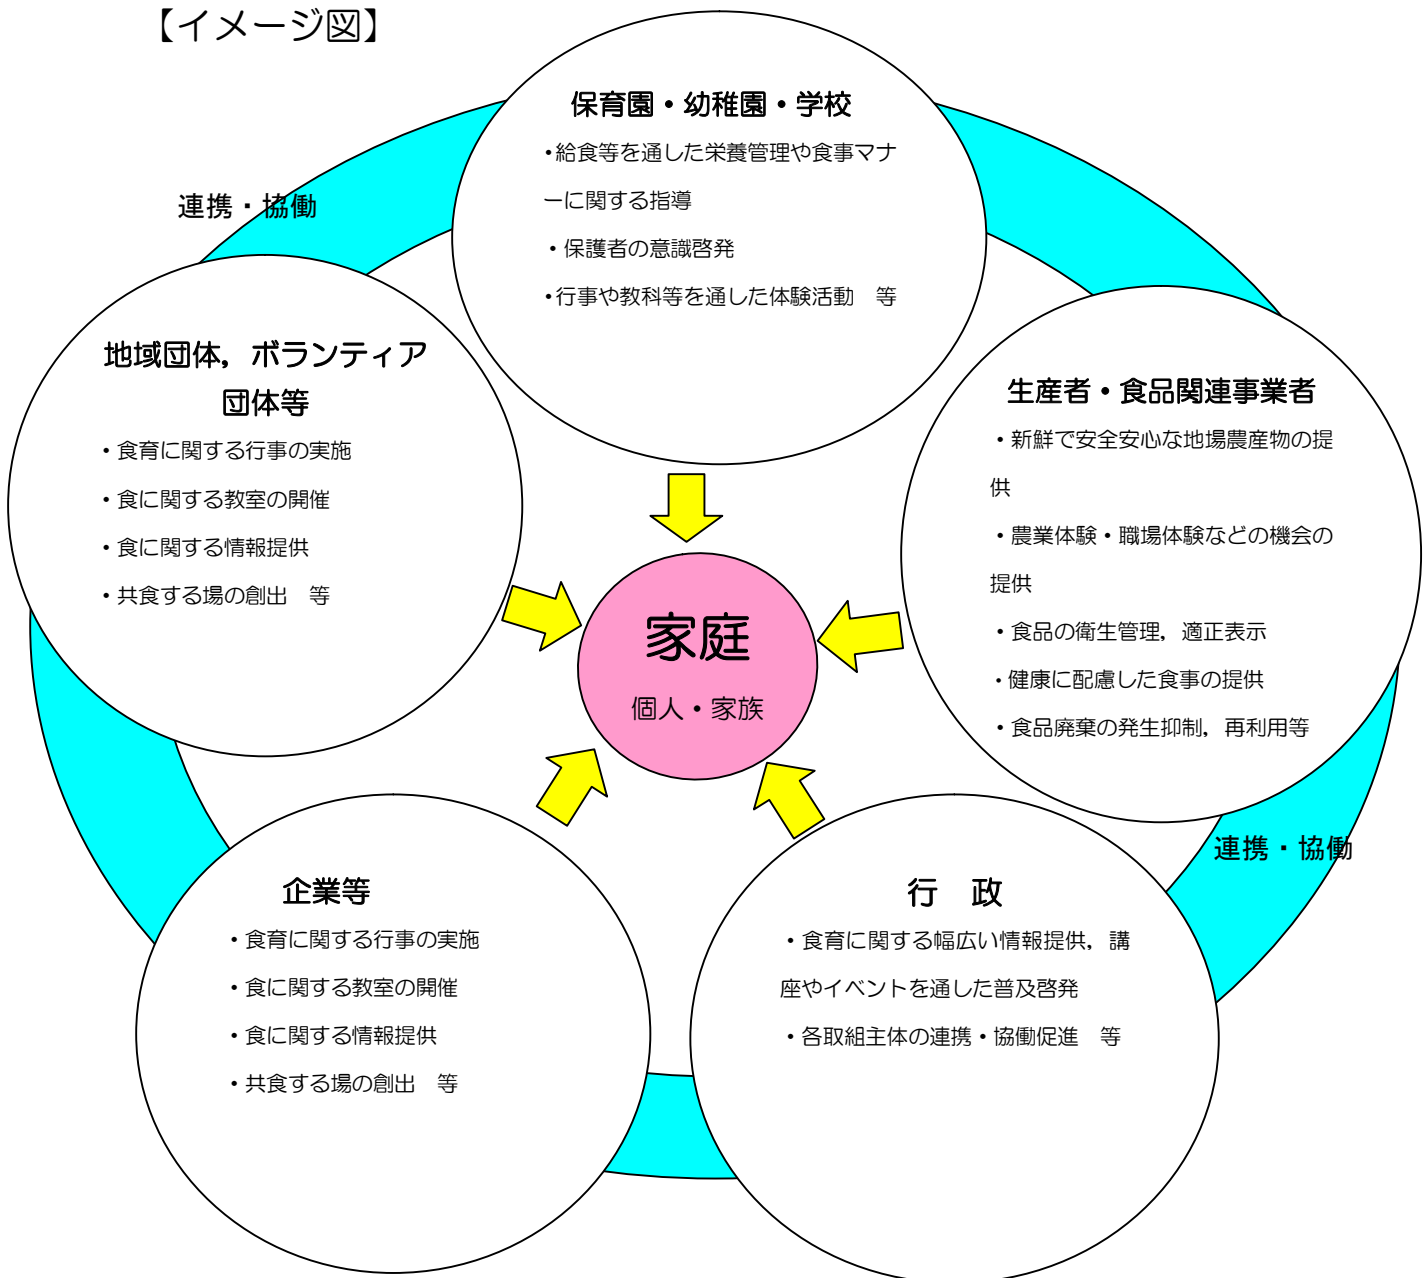 【イメージ図】
保育園・幼稚園・学校
・給食等を通した栄養管理や食事マナ
ーに関する指導
・保護者の意識啓発
・行事や教科等を通した体験活動　等
連携・協働
地域団体，ボランティア
団体等
・食育に関する行事の実施
・食に関する教室の開催
・食に関する情報提供
・共食する場の創出　等
生産者・食品関連事業者
・新鮮で安全安心な地場農産物の提
供
・農業体験・職場体験などの機会の
提供
・食品の衛生管理，適正表示
・健康に配慮した食事の提供
・食品廃棄の発生抑制，再利用等
家庭
個人・家族
連携・協働
企業等
・食育に関する行事の実施
・食に関する教室の開催
・食に関する情報提供
・共食する場の創出　等
行　政
・食育に関する幅広い情報提供，講
座やイベントを通した普及啓発
・各取組主体の連携・協働促進　等